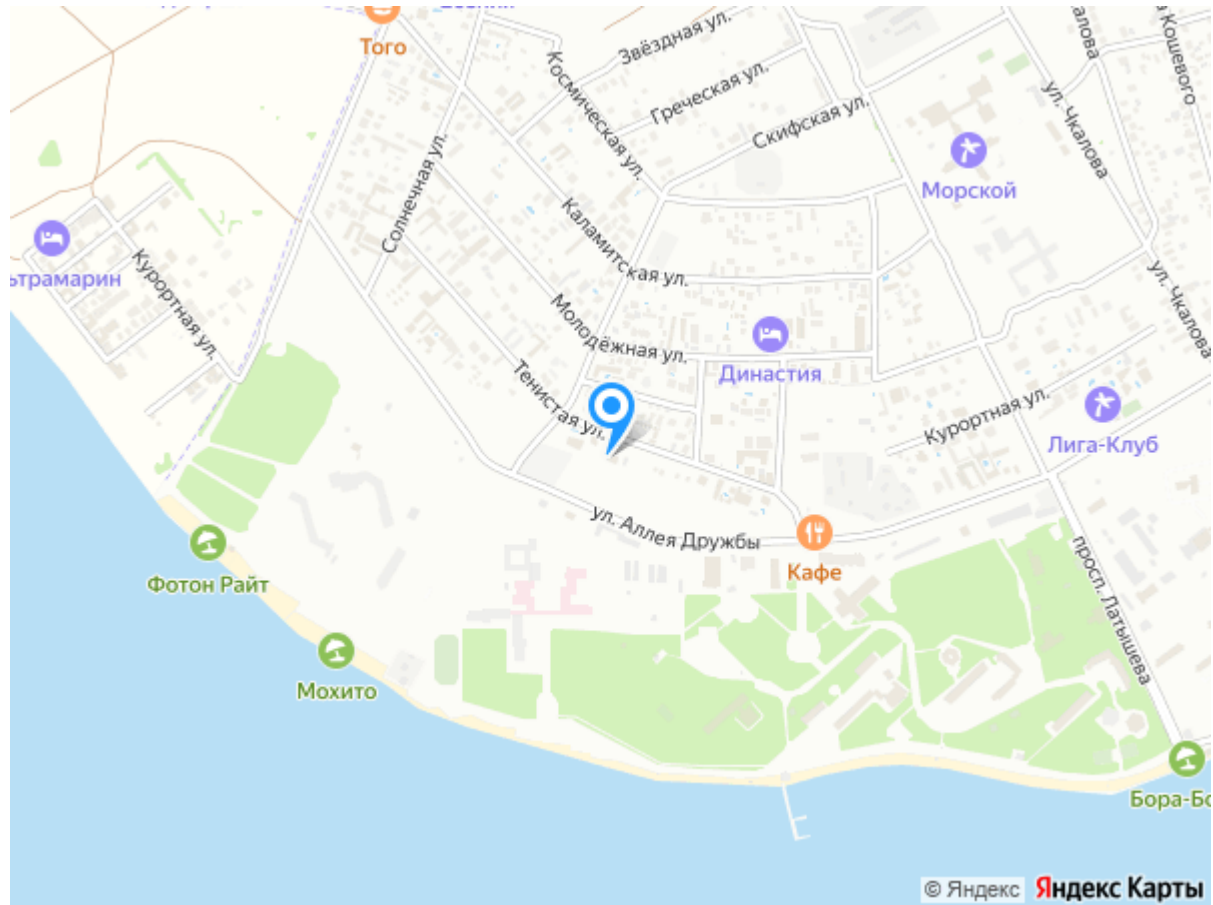 Того
Звёздная ул.
Космическая ул.
Греческая ул.
Скифская ул.
ул. Чкалова
Кошевого
Морской
Солнечная ул.
Каламитская ул.
ьтрамарин
Курортная ул.
ул. Чкалова
Молодёжная ул.
Династия
Тенистая ул.
Курортная ул.
Лига-Клуб
ул. Аллея Дружбы
Кафе
Фотон Райт
просп. Латышева
Мохито
Бора-Бо
© Яндекс
Яндекс Карты